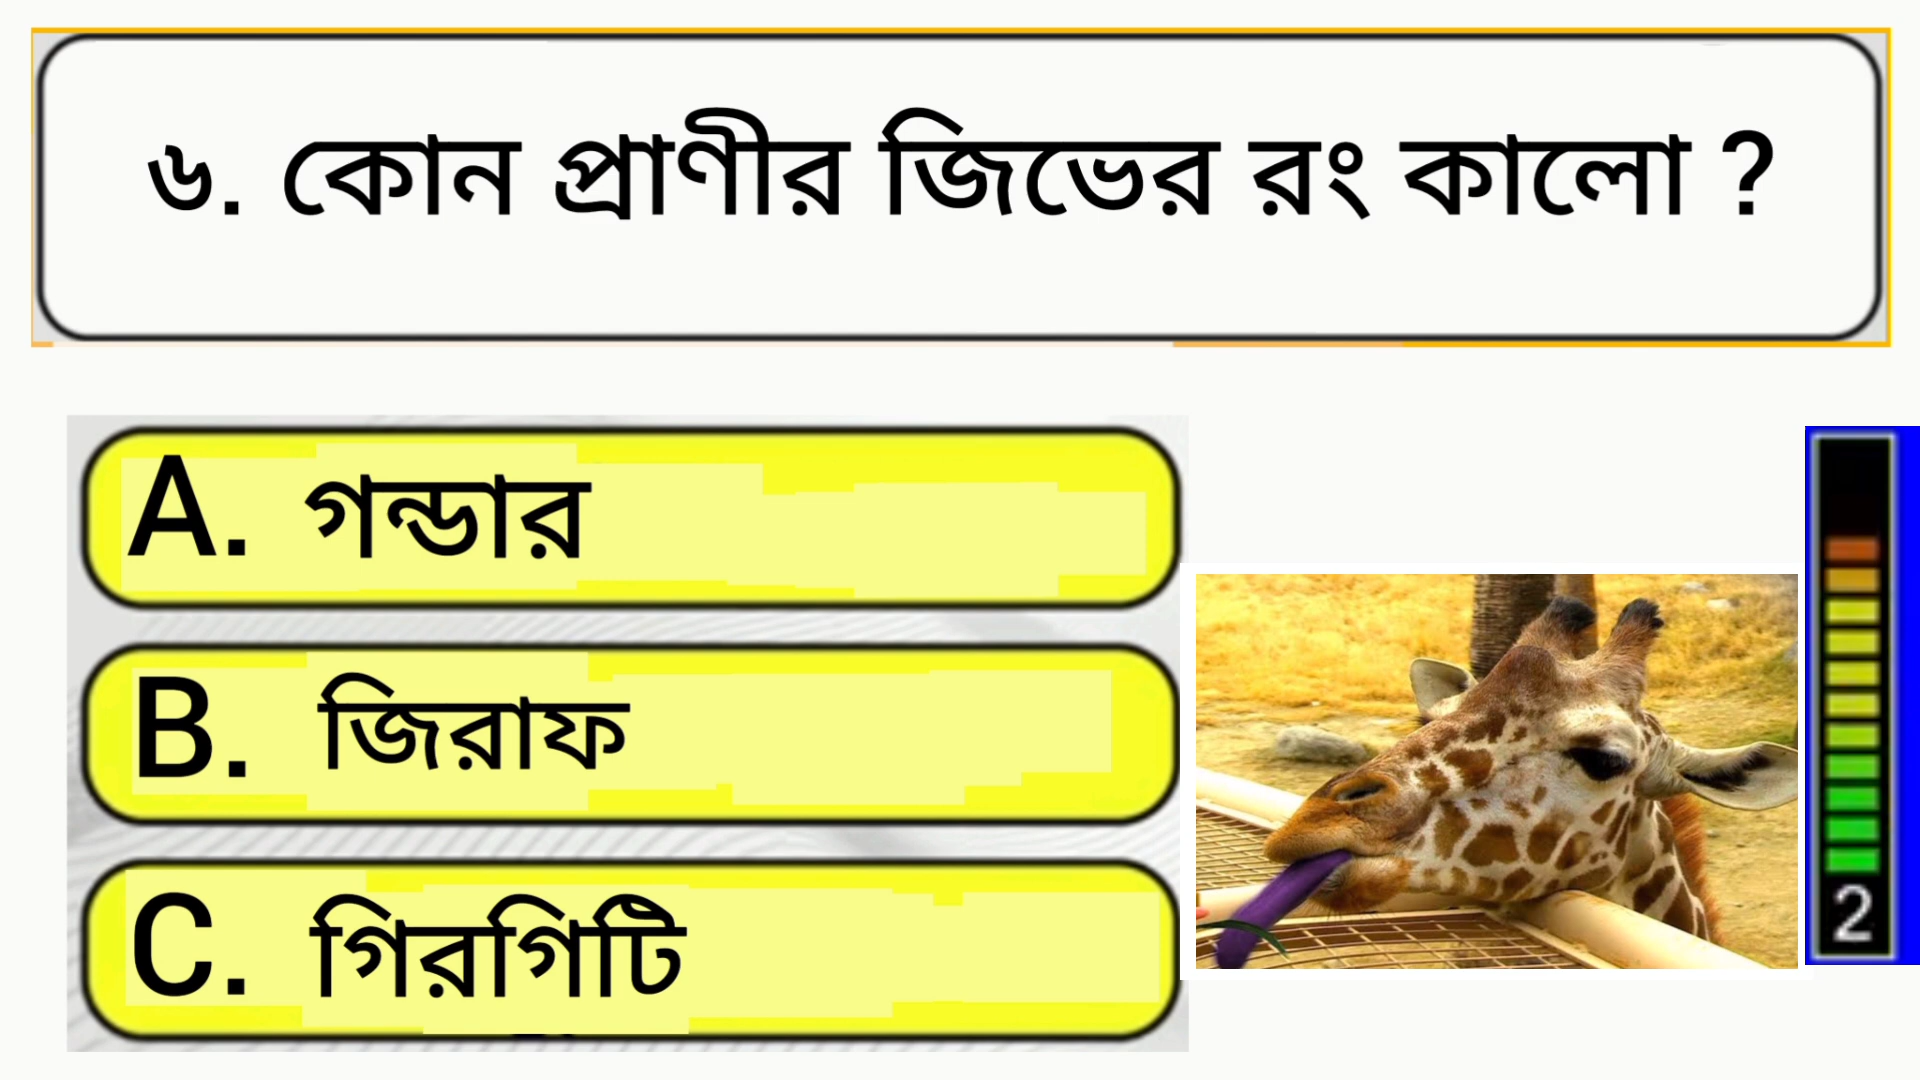 ৬. কোন প্রাণীর জিভের রং কালো ?
A. গন্ডার
B. জিরাফ
C. গিরগিটি
2